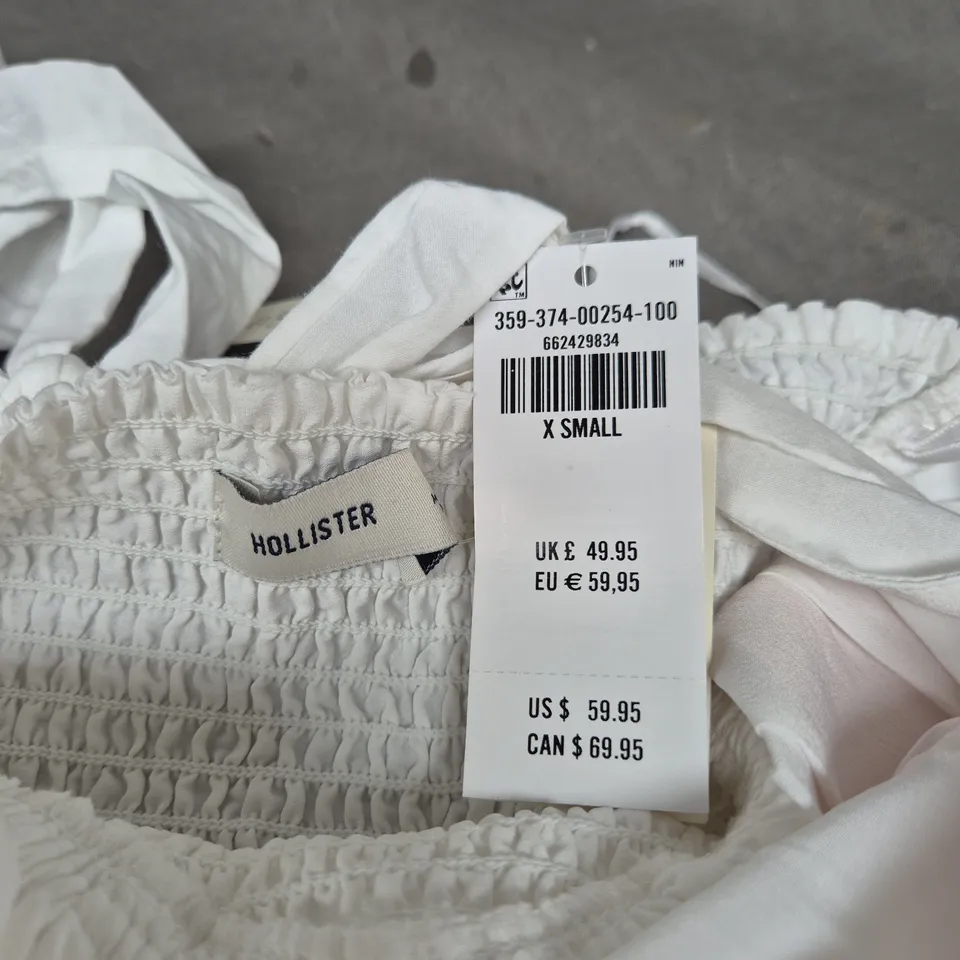 TM
359-374-00254-100
662429834
X SMALL
HOLLISTER
UK £ 49.95
EU € 59,95
US $ 59.95
CAN $ 69.95